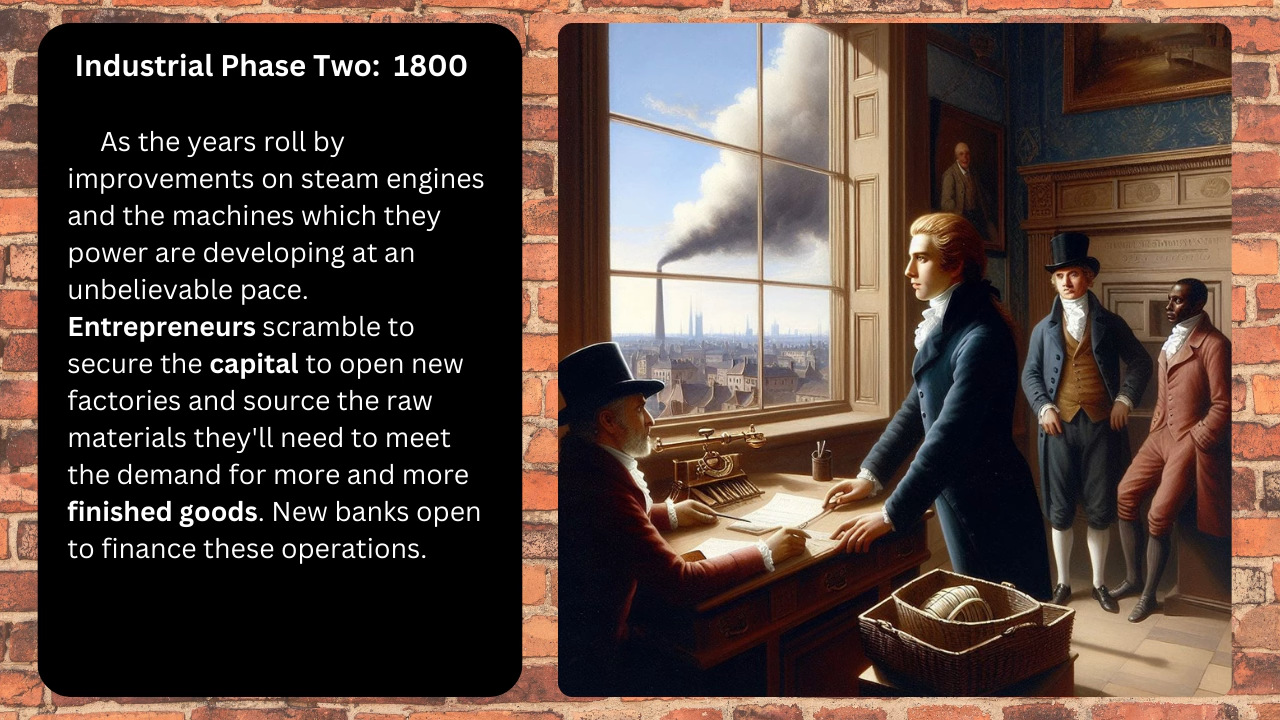 Industrial Phase Two:  1800
As the years roll by
improvements on steam engines
and the machines which they
power are developing at an
unbelievable pace.
Entrepreneurs scramble to
secure the capital to open new
factories and source the raw
materials they'll need to meet
the demand for more and more
finished goods. New banks open
to finance these operations.